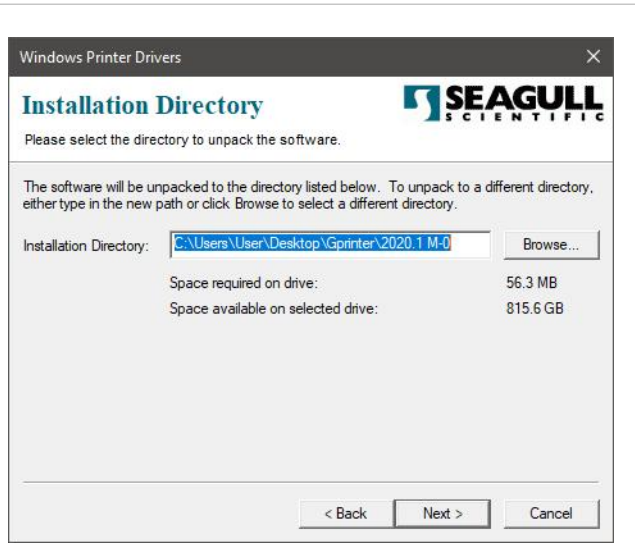 Windows Printer Drivers
Installation Directory
SEAGULL
SCIENTIFIC
Please select the directory to unpack the software.
The software will be unpacked to the directory listed below. To unpack to a different directory,
either type in the new path or click Browse to select a different directory.
Installation Directory: C:\Users\User\Desktop\Gprinter\2020.1 M-0 Browse...
Space required on drive: 56.3 MB
Space available on selected drive: 815.6 GB
< Back Next > Cancel